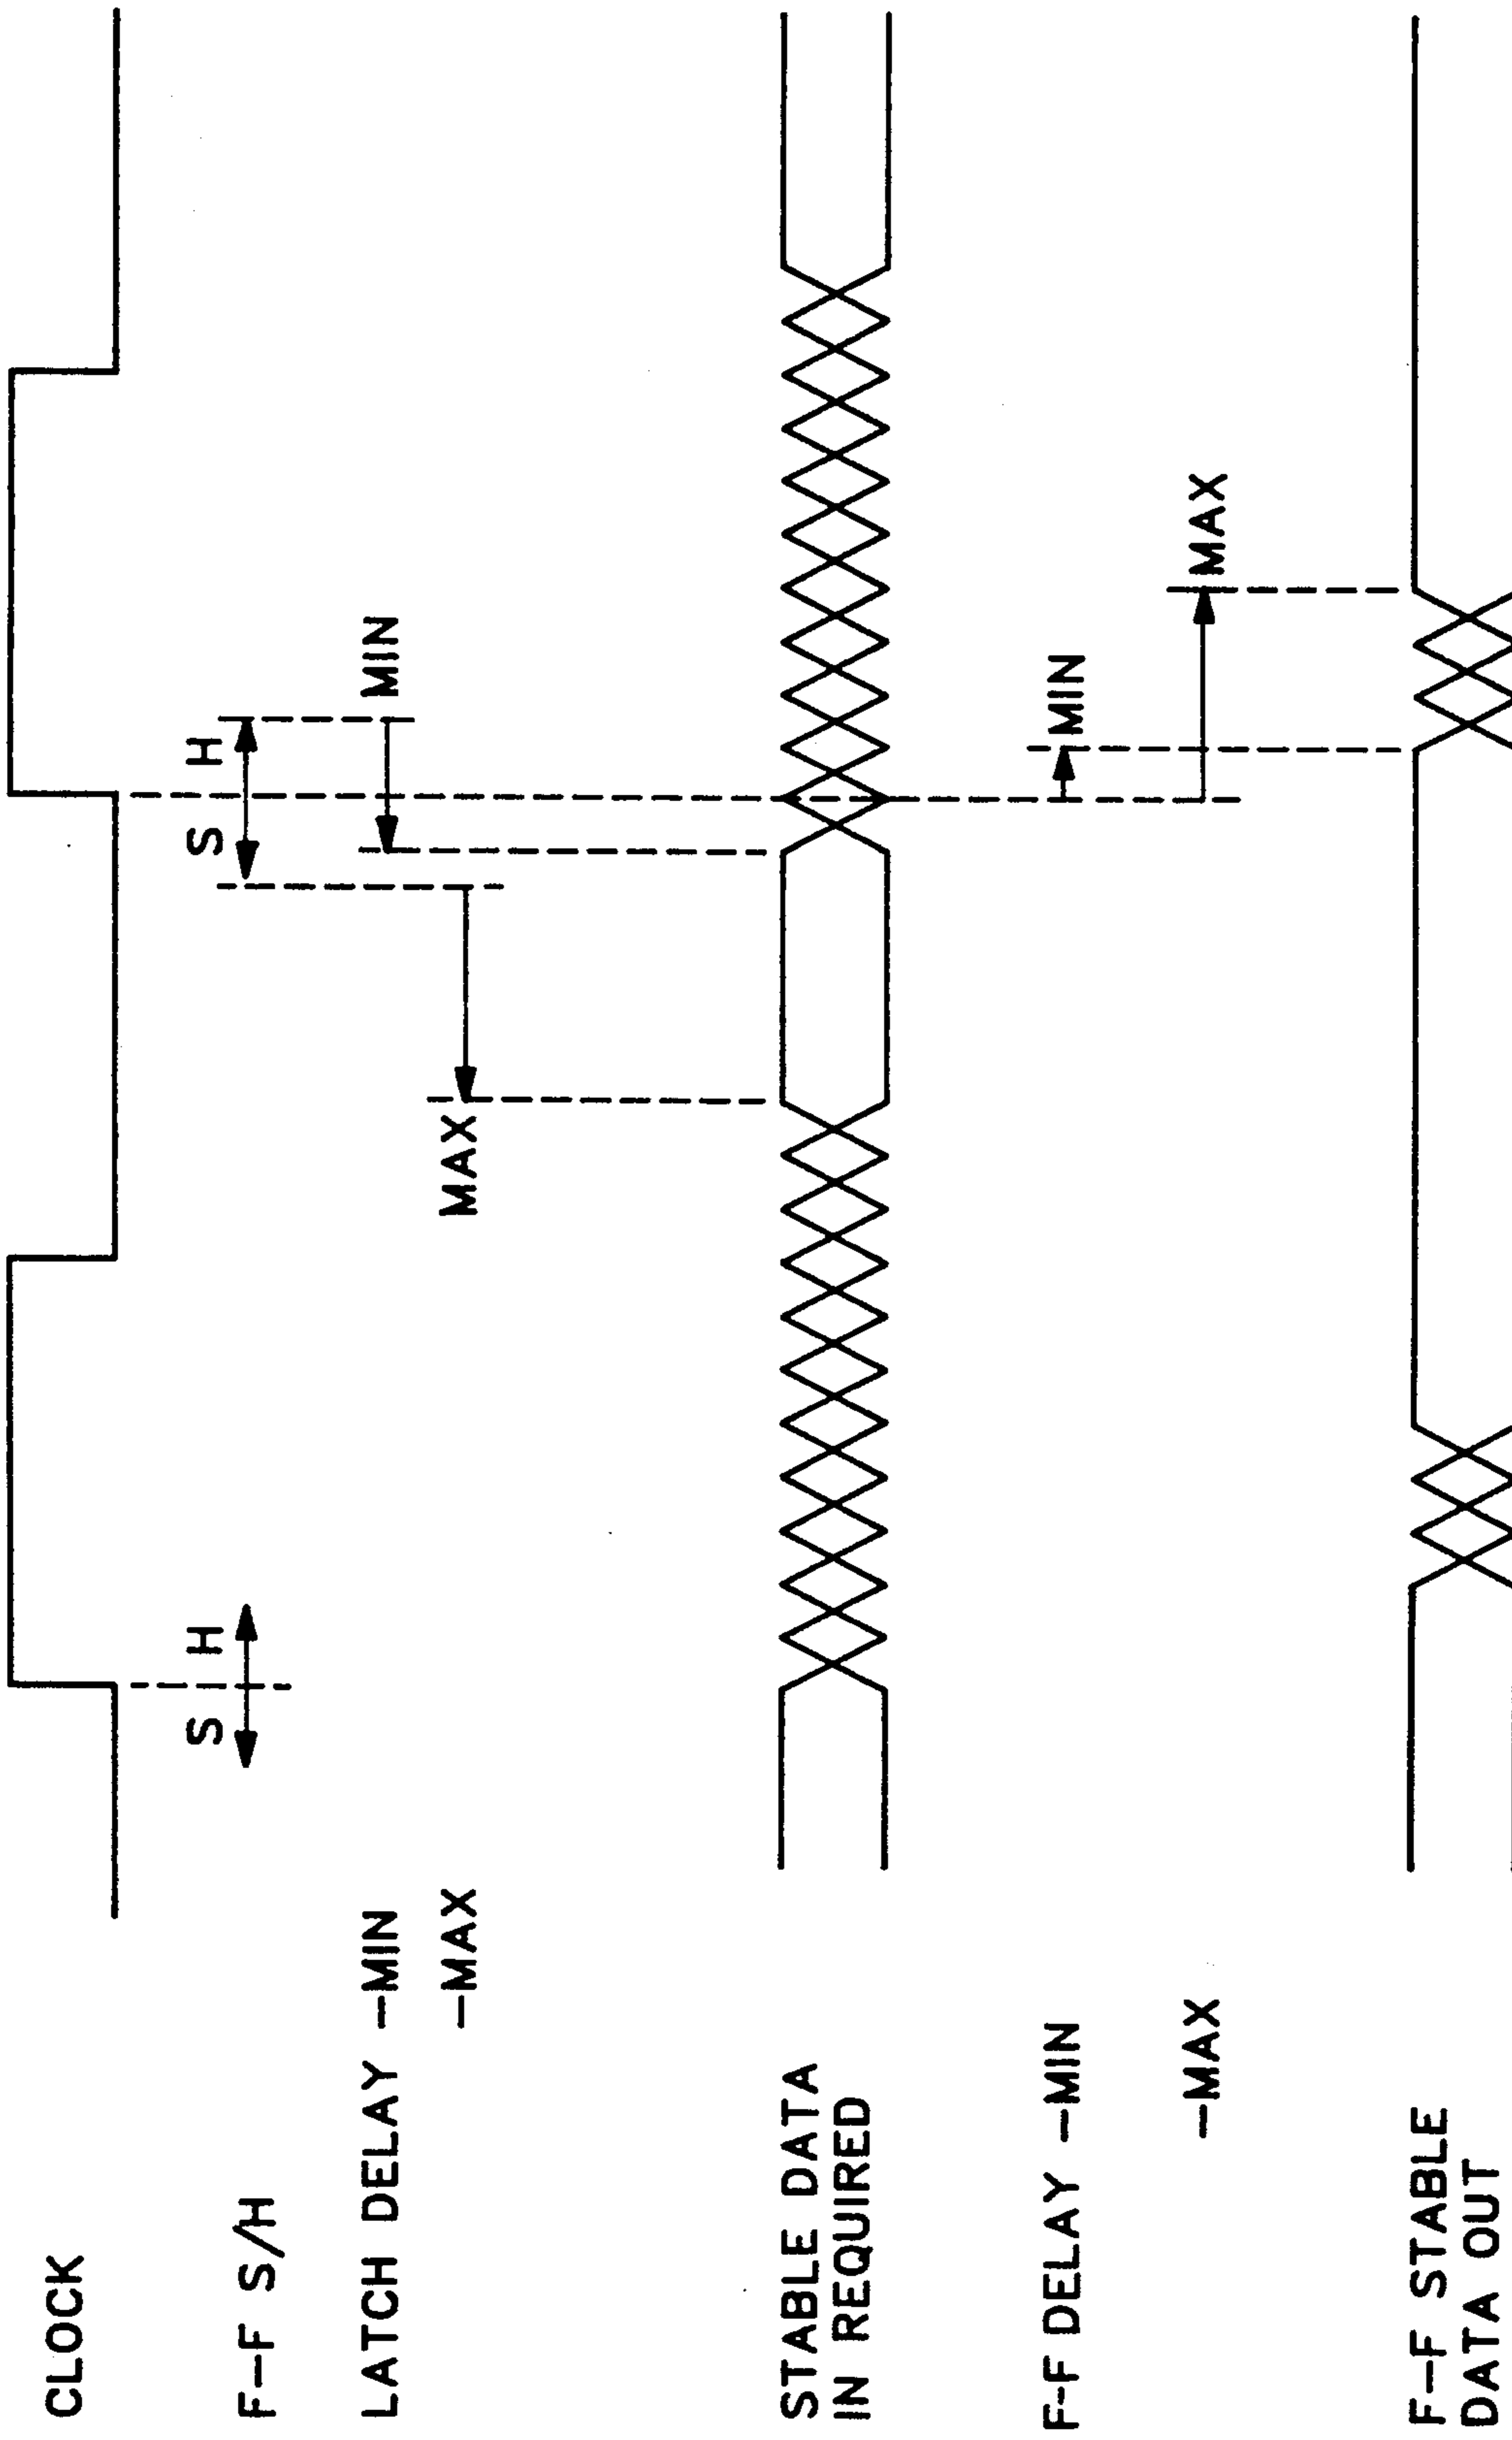 CLOCK
F-F S/H
S H
S H
LATCH DELAY -MIN
MIN
-MAX
MAX
STABLE DATA
IN REQUIRED
F-F DELAY -MIN
MIN
-MAX
MAX
F-F STABLE
DATA OUT